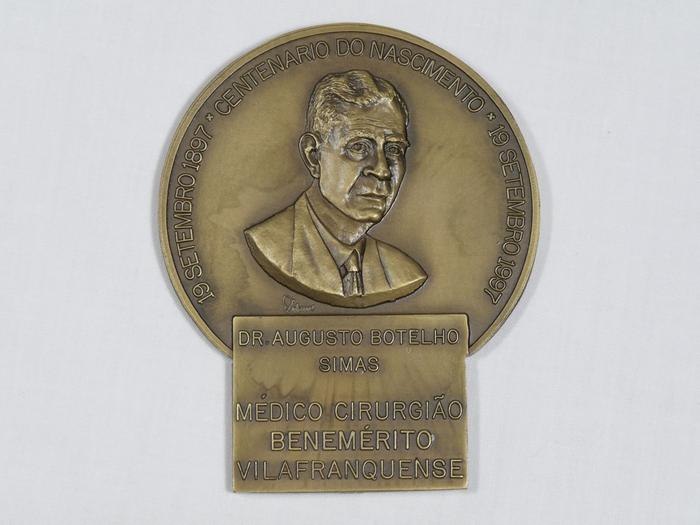 19 SETEMBRO 1897 * CENTENARIO DO NASCIMENTO * 19 SETEMBRO 1997
DR. AUGUSTO BOTELHO
SIMAS
MÉDICO CIRURGIÃO
BENEMÉRITO
VILAFRANQUENSE